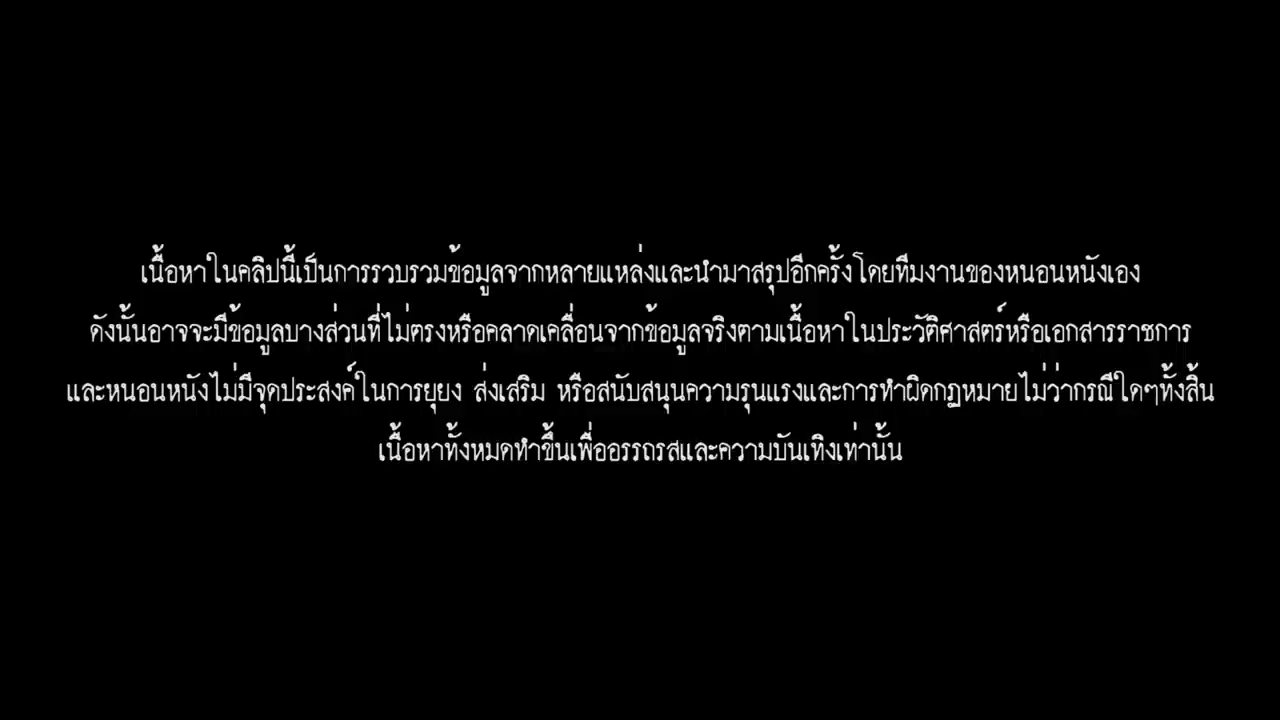 เนื้อหาในคลิปนี้เป็นการรวบรวมข้อมูลจากหลายแหล่งและนำมาสรุปอีกครั้งโดยทีมงานของหนอนหนังเอง
ดังนั้นอาจจะมีข้อมูลบางส่วนที่ไม่ตรงหรือคลาดเคลื่อนจากข้อมูลจริงตามเนื้อหาในประวัติศาสตร์หรือเอกสารราชการ
และหนอนหนังไม่มีจุดประสงค์ในการยุยง ส่งเสริม หรือสนับสนุนความรุนแรงและการทำผิดกฏหมายไม่ว่ากรณีใดๆทั้งสิ้น
เนื้อหาทั้งหมดทำขึ้นเพื่ออรรถรสและความบันเทิงเท่านั้น